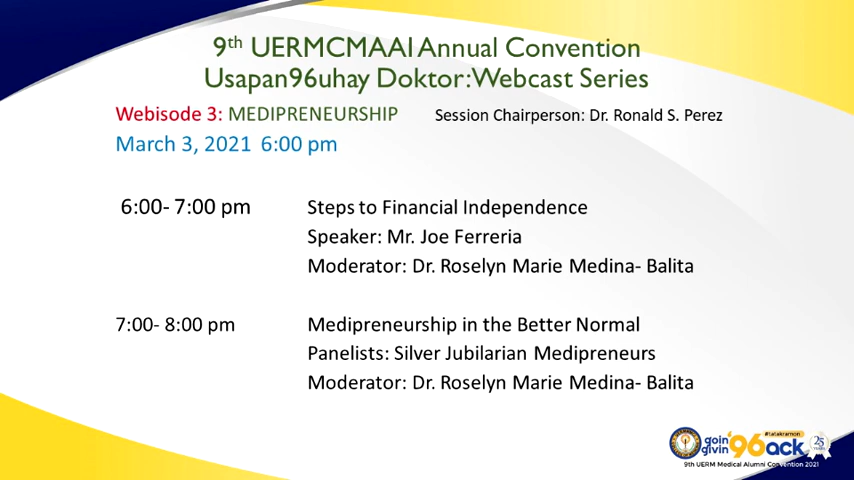 9th UERMCMAAI Annual Convention
Usapan96uhay Doktor:Webcast Series
Webisode 3: MEDIPRENEURSHIP Session Chairperson: Dr. Ronald S. Perez
March 3, 2021 6:00 pm
6:00- 7:00 pm Steps to Financial Independence
Speaker: Mr. Joe Ferreria
Moderator: Dr. Roselyn Marie Medina- Balita
7:00- 8:00 pm Medipreneurship in the Better Normal
Panelists: Silver Jubilarian Medipreneurs
Moderator: Dr. Roselyn Marie Medina- Balita
#tatakramon
goin '96ack
givin
25
YEARS
9th UERM Medical Alumni Convention 2021